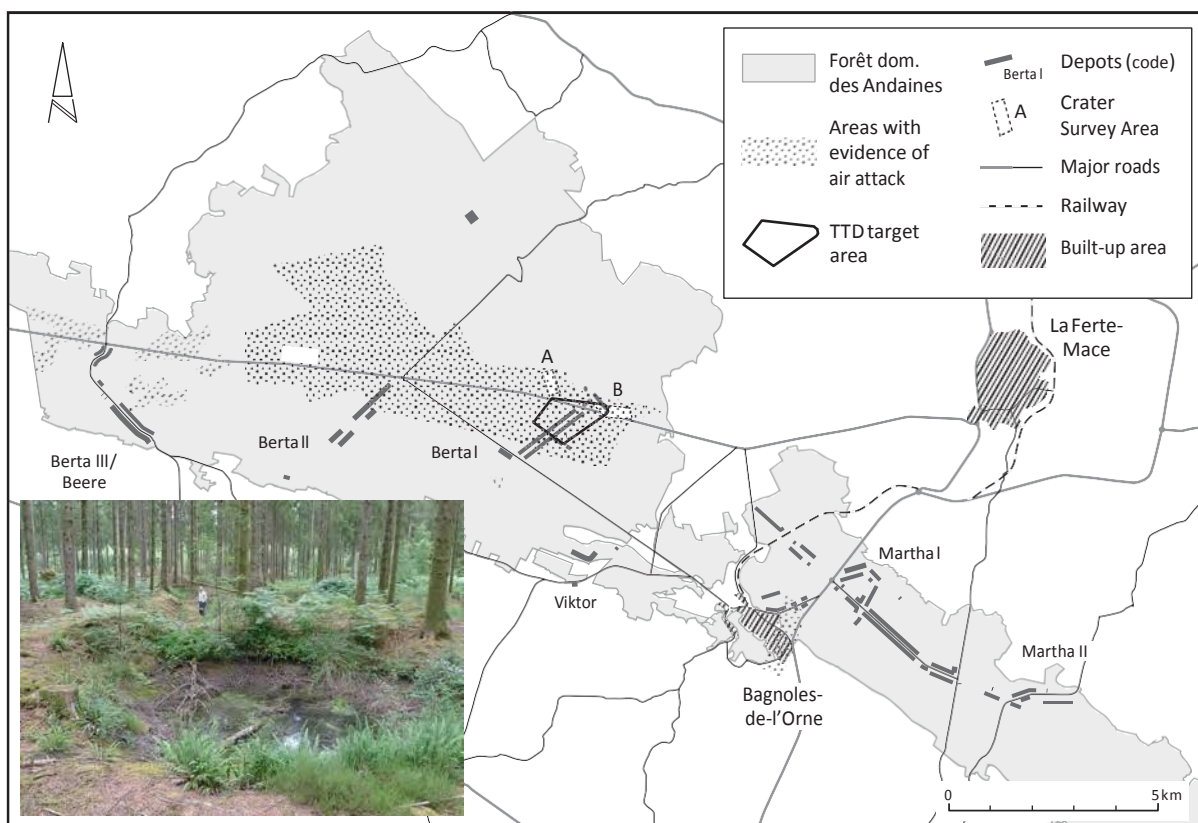 N
Forêt dom.
des Andaines
Areas with
evidence of
air attack
TTD target
area
Berta I
Depots (code)
A
Crater
Survey Area
Major roads
Railway
Built-up area
La Ferte-
Mace
A
B
Berta II
Berta I
Berta III/
Beere
Viktor
Martha I
Martha II
Bagnoles-
de-l'Orne
0
5km